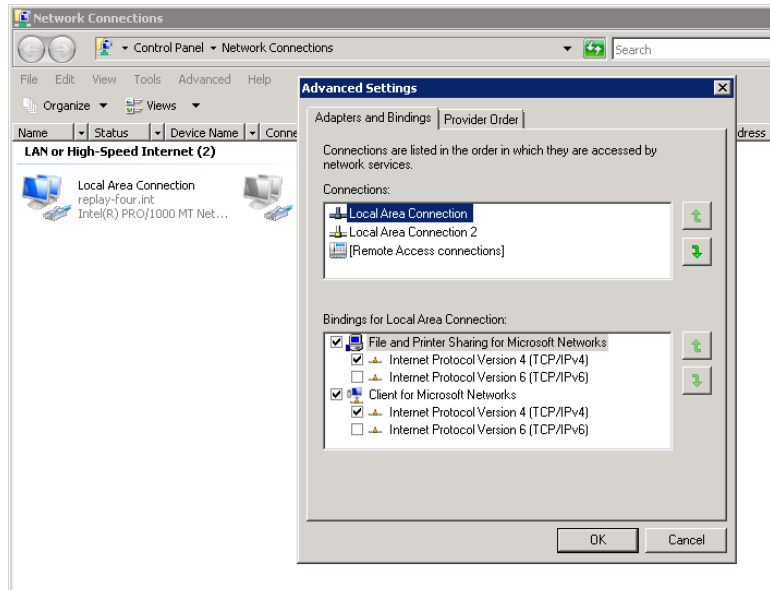 Network Connections
Control Panel Network Connections
Search
File Edit View Tools Advanced Help
Organize Views
Name Status Device Name Conne
dress
LAN or High-Speed Internet (2)
Local Area Connection
replay-four.int
Intel(R) PRO/1000 MT Net...
Advanced Settings
Adapters and Bindings Provider Order
Connections are listed in the order in which they are accessed by
network services.
Connections:
Local Area Connection
Local Area Connection 2
[Remote Access connections]
Bindings for Local Area Connection:
File and Printer Sharing for Microsoft Networks
Internet Protocol Version 4 (TCP/IPv4)
Internet Protocol Version 6 (TCP/IPv6)
Client for Microsoft Networks
Internet Protocol Version 4 (TCP/IPv4)
Internet Protocol Version 6 (TCP/IPv6)
OK Cancel